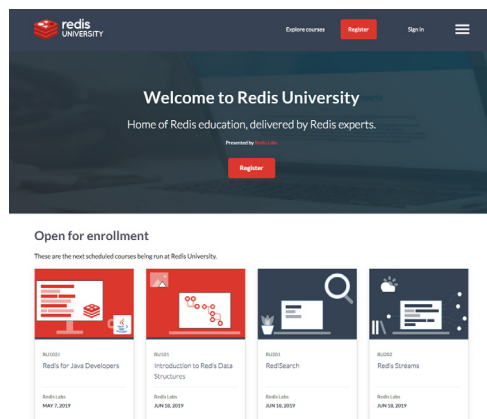 redis
UNIVERSITY
Explore courses
Register
Sign in
Welcome to Redis University
Home of Redis education, delivered by Redis experts.
Presented by Redis Labs
Register
Open for enrollment
These are the next scheduled courses being run at Redis University.
RU102J
Redis for Java Developers
Redis Labs
MAY 7, 2019
RU101
Introduction to Redis Data
Structures
Redis Labs
JUN 18, 2019
RU201
RediSearch
Redis Labs
JUN 18, 2019
RU202
Redis Streams
Redis Labs
JUN 18, 2019